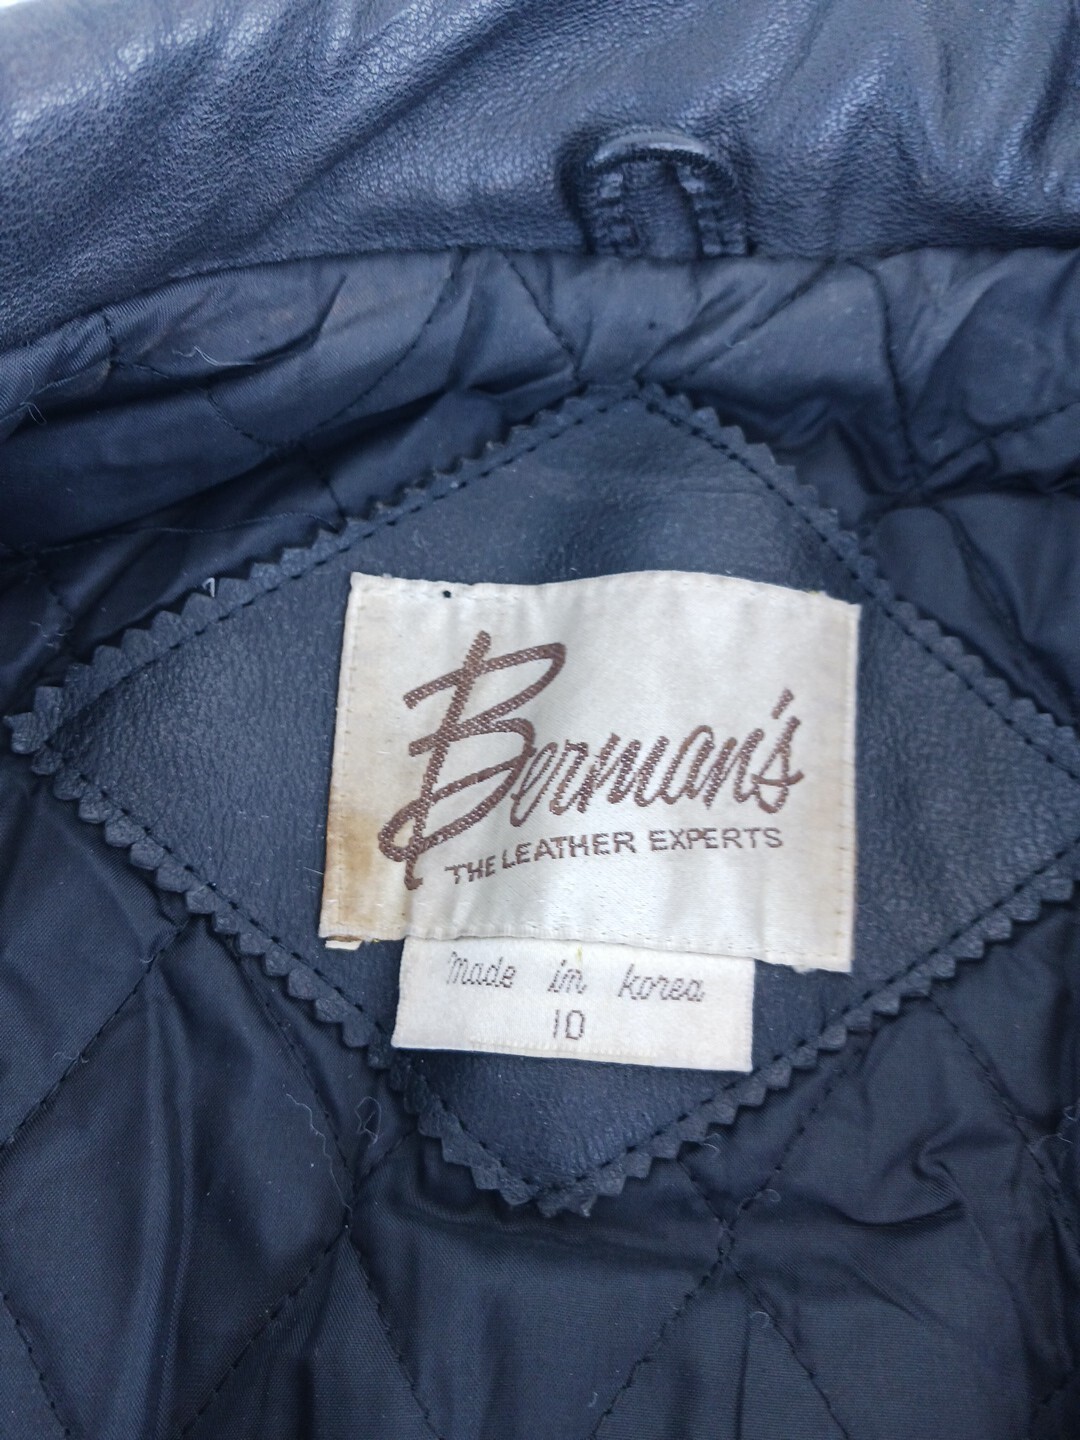 Berman's
THE LEATHER EXPERTS
Made in Korea
10